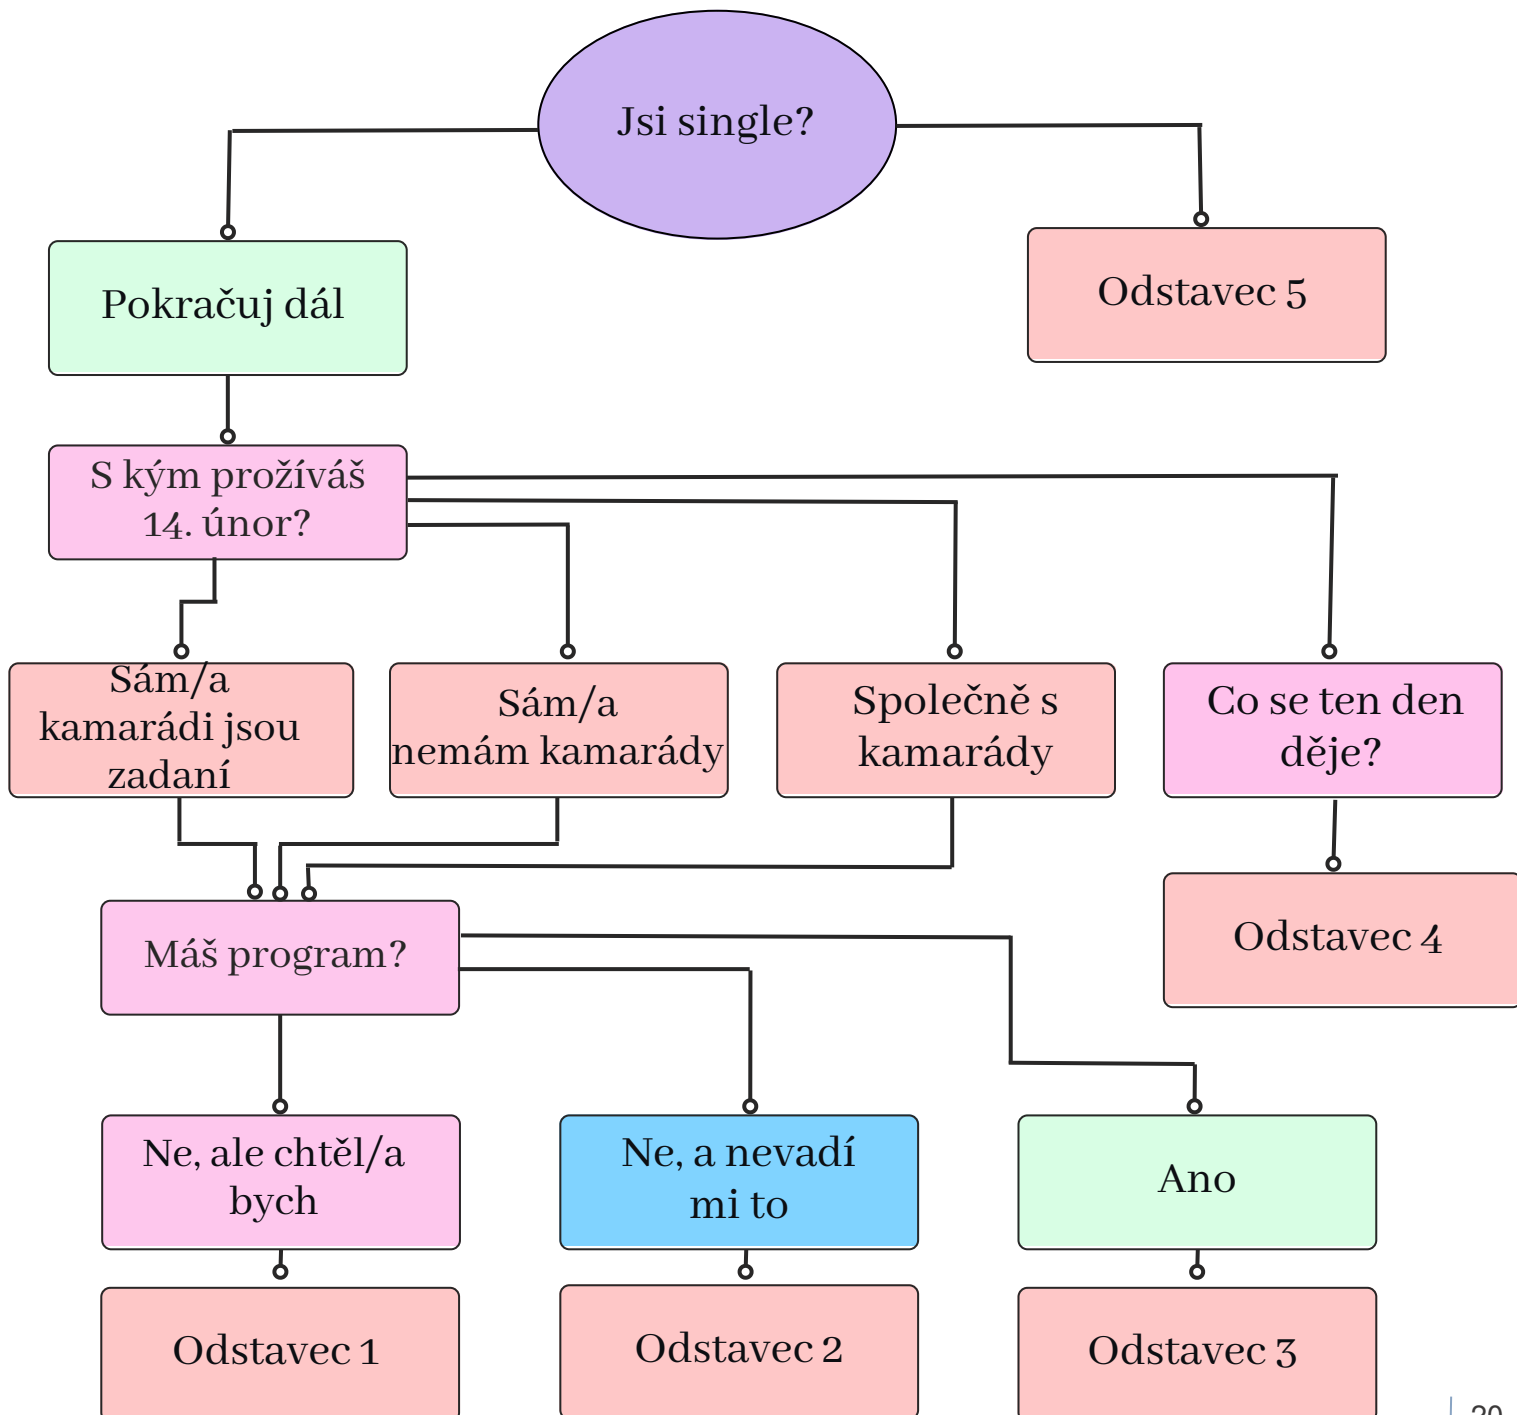 Jsi single?
Pokračuj dál
Odstavec 5
S kým prožíváš
14. únor?
Sám/a
kamarádi jsou
zadaní
Sám/a
nemám kamarády
Společně s
kamarády
Co se ten den
děje?
Máš program?
Odstavec 4
Ne, ale chtěl/a
bych
Ne, a nevadí
mi to
Ano
Odstavec 1
Odstavec 2
Odstavec 3